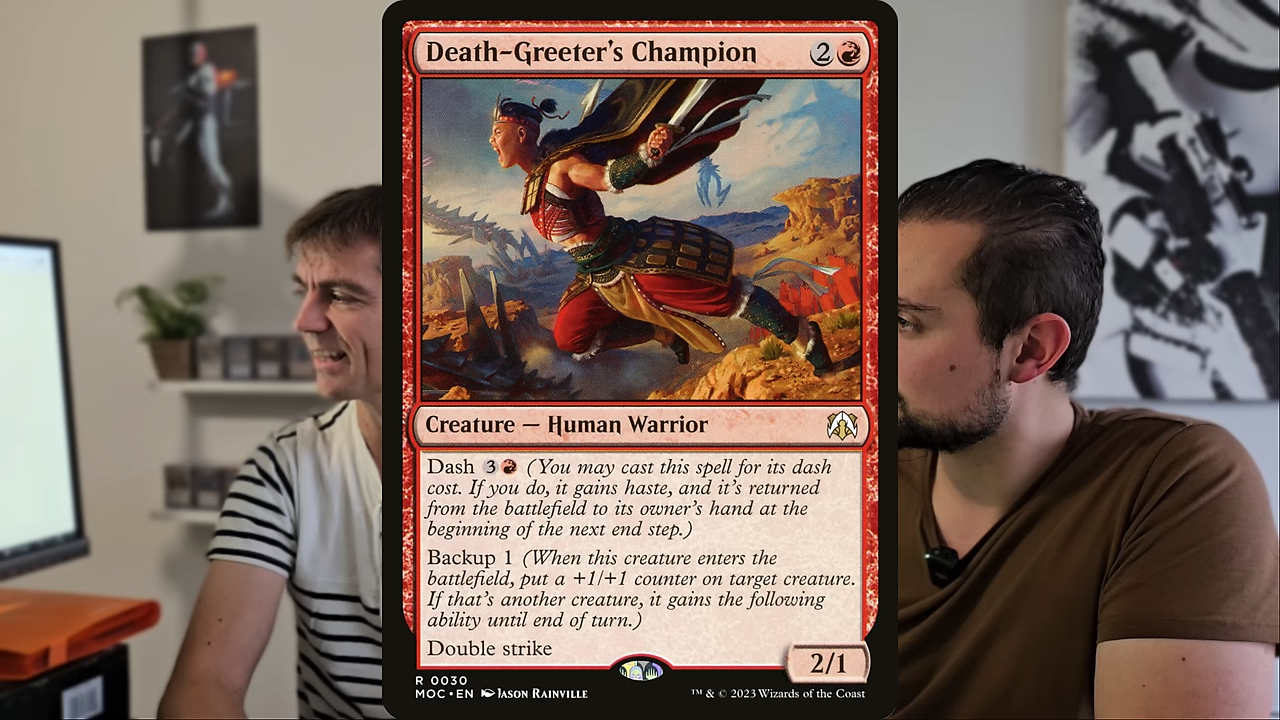 Death-Greeter's Champion 2
Creature — Human Warrior
Dash 3 (You may cast this spell for its dash
cost. If you do, it gains haste, and it's returned
from the battlefield to its owner's hand at the
beginning of the next end step.)
Backup 1 (When this creature enters the
battlefield, put a +1/+1 counter on target creature.
If that's another creature, it gains the following
ability until end of turn.)
Double strike
2/1
R 0030
MOC • EN JASON RAINVILLE
™ & © 2023 Wizards of the Coast